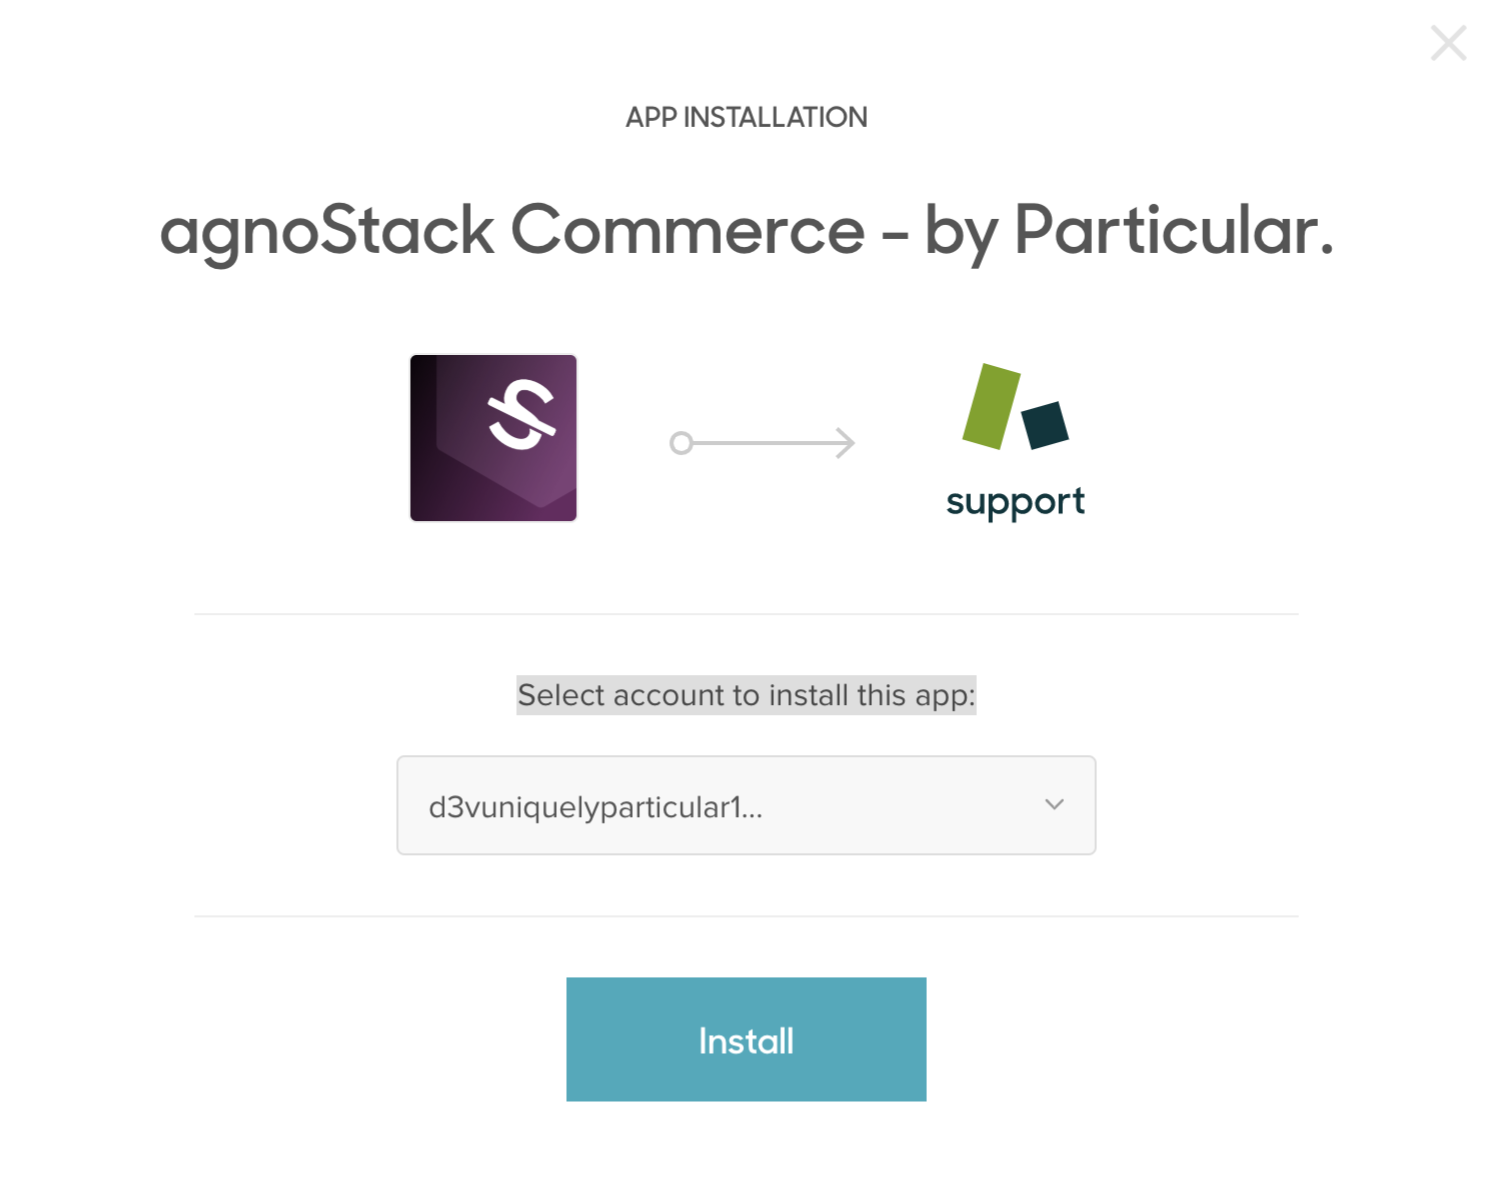 APP INSTALLATION
agnoStack Commerce - by Particular.
support
Select account to install this app:
d3vuniquelyparticular1...
Install